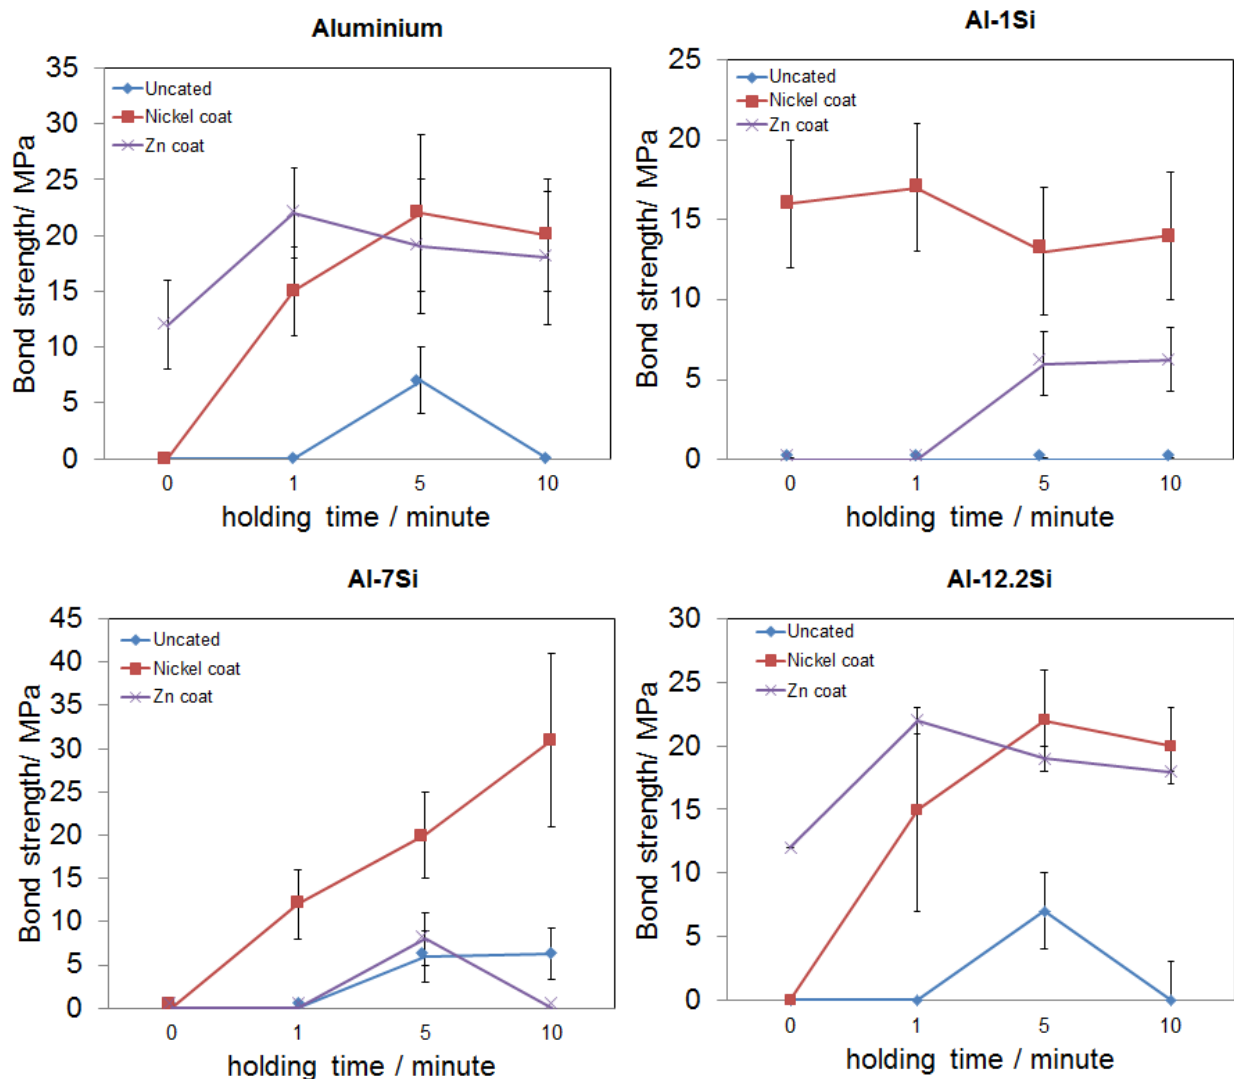 Aluminium
35
30
25
20
15
10
5
0
Bond strength/ MPa
Uncated
Nickel coat
Zn coat
0 1 5 10
holding time / minute
Al-1Si
25
20
15
10
5
0
Bond strength/ MPa
Uncated
Nickel coat
Zn coat
0 1 5 10
holding time / minute
Al-7Si
45
40
35
30
25
20
15
10
5
0
Bond strength/ MPa
Uncated
Nickel coat
Zn coat
0 1 5 10
holding time / minute
Al-12.2Si
30
25
20
15
10
5
0
Bond strength/ MPa
Uncated
Nickel coat
Zn coat
0 1 5 10
holding time / minute